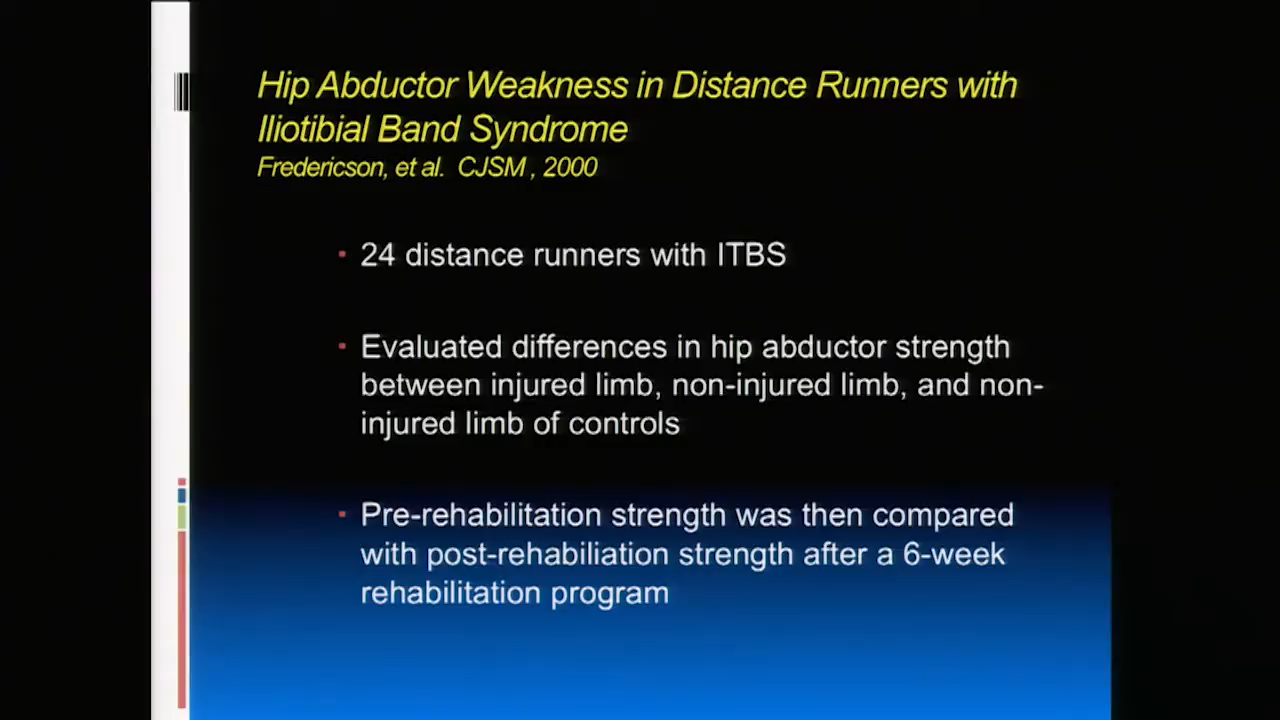 Hip Abductor Weakness in Distance Runners with
Iliotibial Band Syndrome
Fredericson, et al. CJSM , 2000
24 distance runners with ITBS
Evaluated differences in hip abductor strength
between injured limb, non-injured limb, and non-
injured limb of controls
Pre-rehabilitation strength was then compared
with post-rehabiliation strength after a 6-week
rehabilitation program